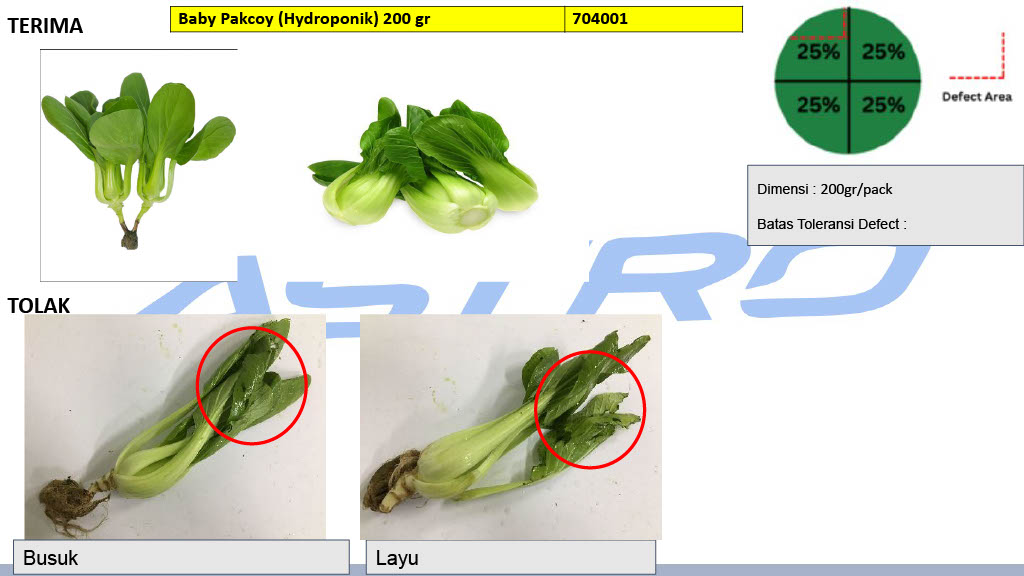 TERIMA
Baby Pakcoy (Hydroponik) 200 gr 704001
25% 25%
25% 25%
Defect Area
Dimensi : 200gr/pack
Batas Toleransi Defect :
ASTRO
TOLAK
Busuk
Layu